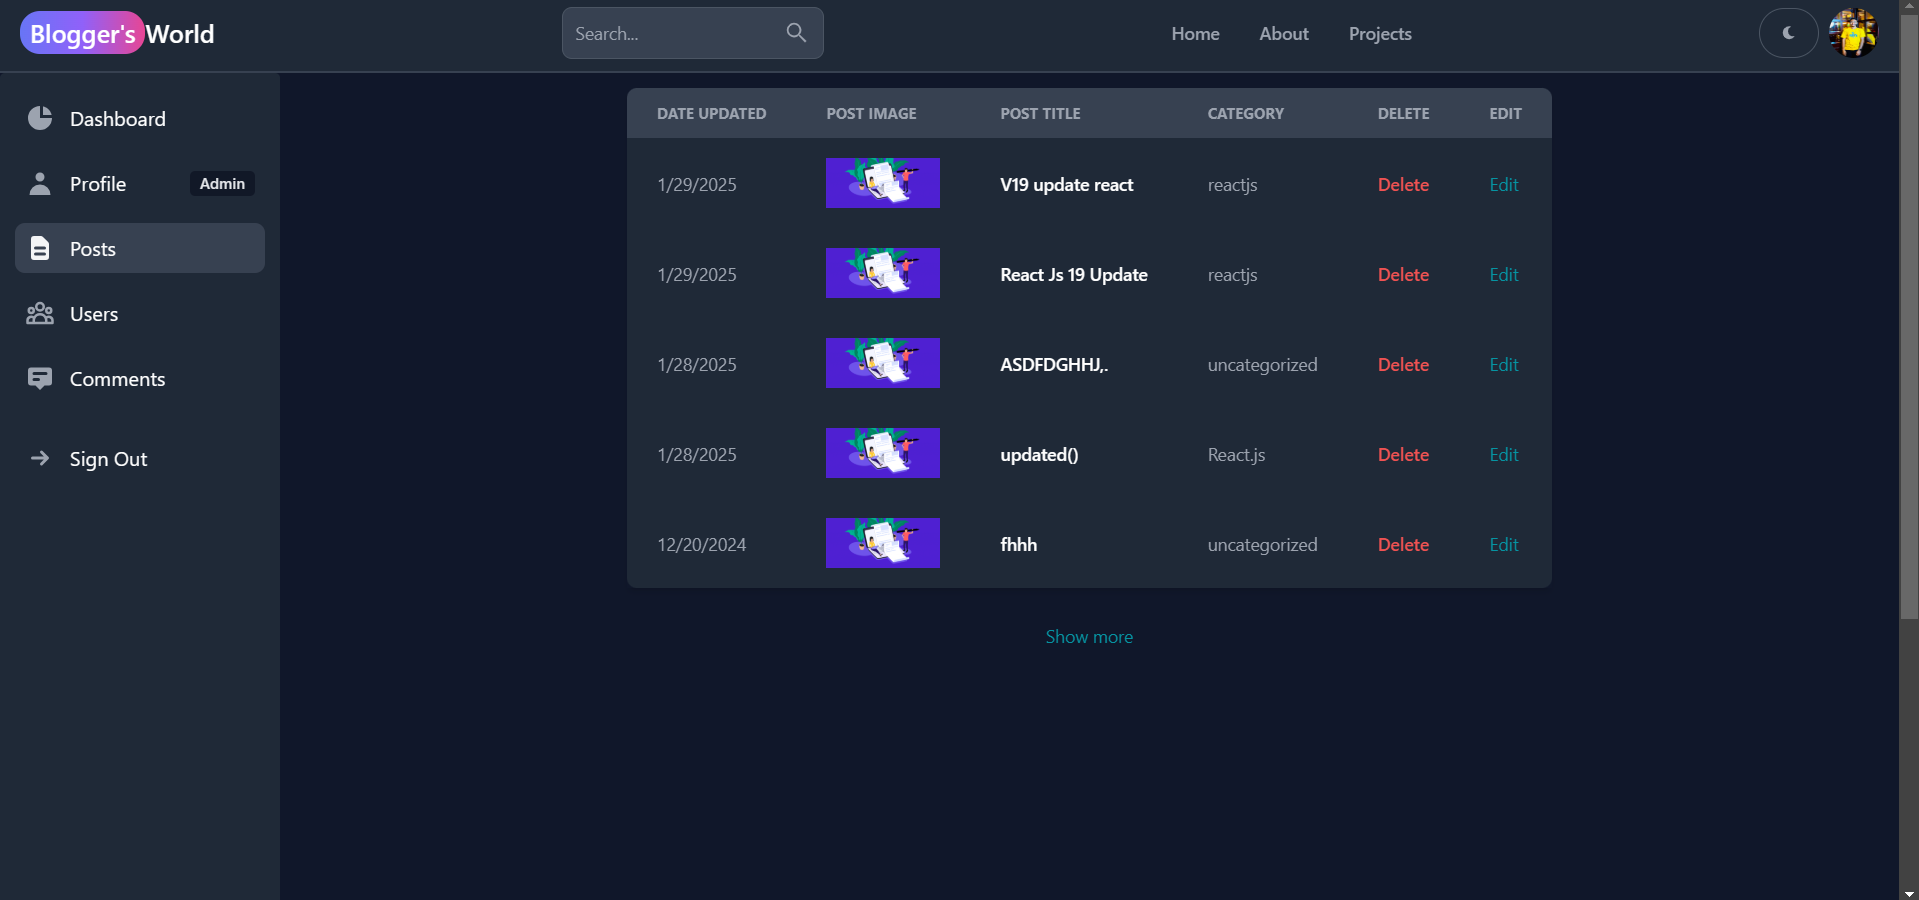 Blogger's World
Search...
Home About Projects
Dashboard
Profile Admin
Posts
Users
Comments
Sign Out
DATE UPDATED POST IMAGE POST TITLE CATEGORY DELETE EDIT
1/29/2025 V19 update react reactjs Delete Edit
1/29/2025 React Js 19 Update reactjs Delete Edit
1/28/2025 ASDFDGHHJ,. uncategorized Delete Edit
1/28/2025 updated() React.js Delete Edit
12/20/2024 fhhh uncategorized Delete Edit
Show more